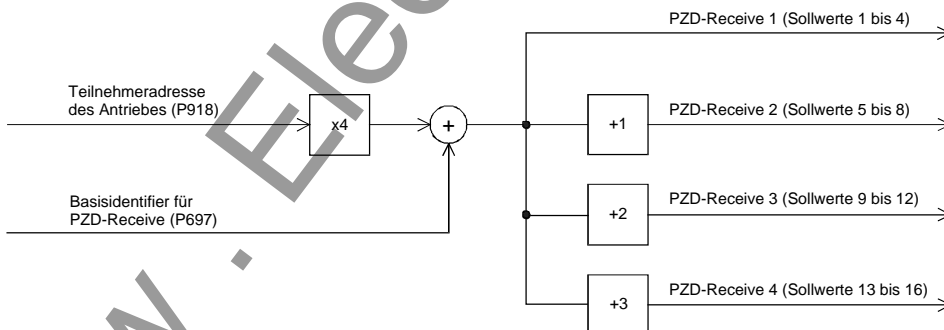 PZD-Receive 1 (Sollwerte 1 bis 4)
Teilnehmeradresse
des Antriebes (P918)
x4
+
+1
PZD-Receive 2 (Sollwerte 5 bis 8)
Basisidentifier für
PZD-Receive (P697)
+2
PZD-Receive 3 (Sollwerte 9 bis 12)
+3
PZD-Receive 4 (Sollwerte 13 bis 16)
w . Elec